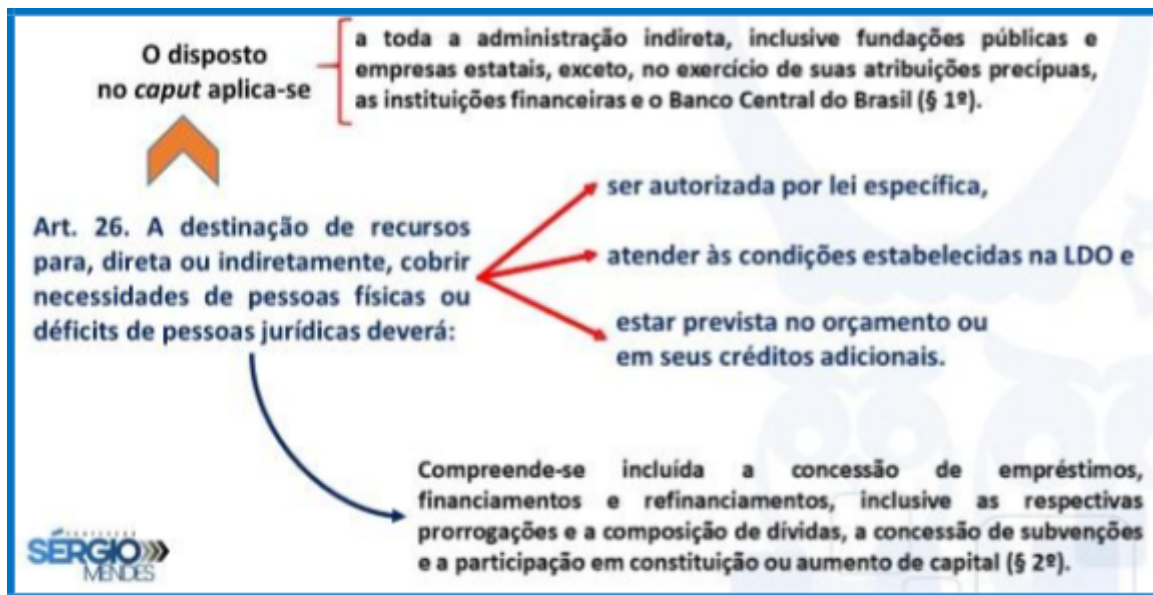 O disposto
no caput aplica-se
a toda a administração indireta, inclusive fundações públicas e
empresas estatais, exceto, no exercício de suas atribuições precípuas,
as instituições financeiras e o Banco Central do Brasil (§ 1º).
Art. 26. A destinação de recursos
para, direta ou indiretamente, cobrir
necessidades de pessoas físicas ou
déficits de pessoas jurídicas deverá:
ser autorizada por lei específica,
atender às condições estabelecidas na LDO e
estar prevista no orçamento ou
em seus créditos adicionais.
Compreende-se incluída a concessão de empréstimos,
financiamentos e refinanciamentos, inclusive as respectivas
prorrogações e a composição de dívidas, a concessão de subvenções
e a participação em constituição ou aumento de capital (§ 2º).
PROFESSOR
SÉRGIO
MENDES